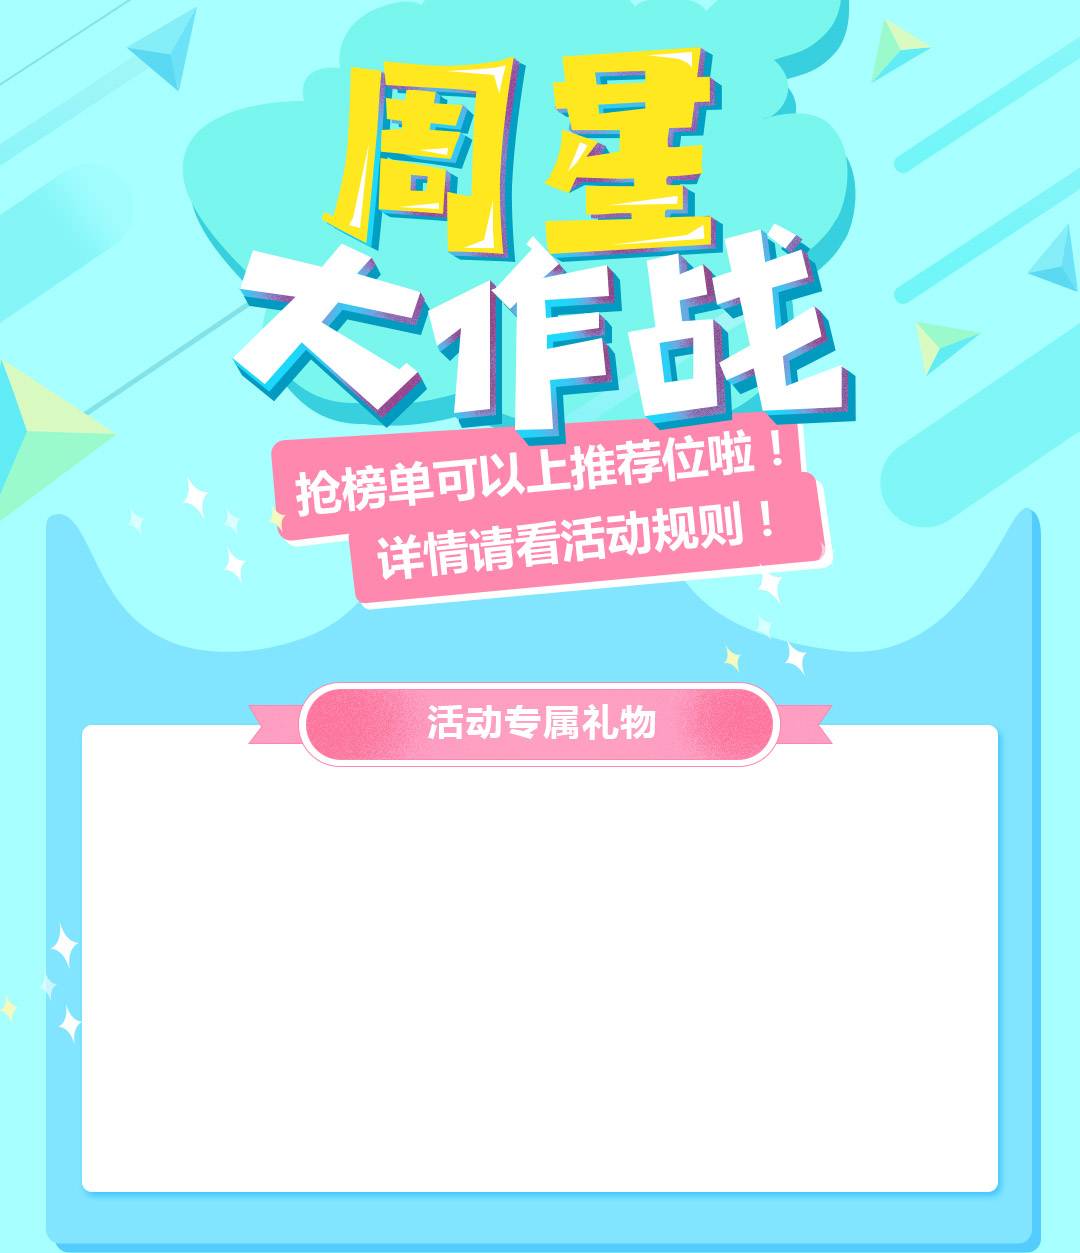 周星
大作战
抢榜单可以上推荐位啦！
详情请看活动规则！
活动专属礼物